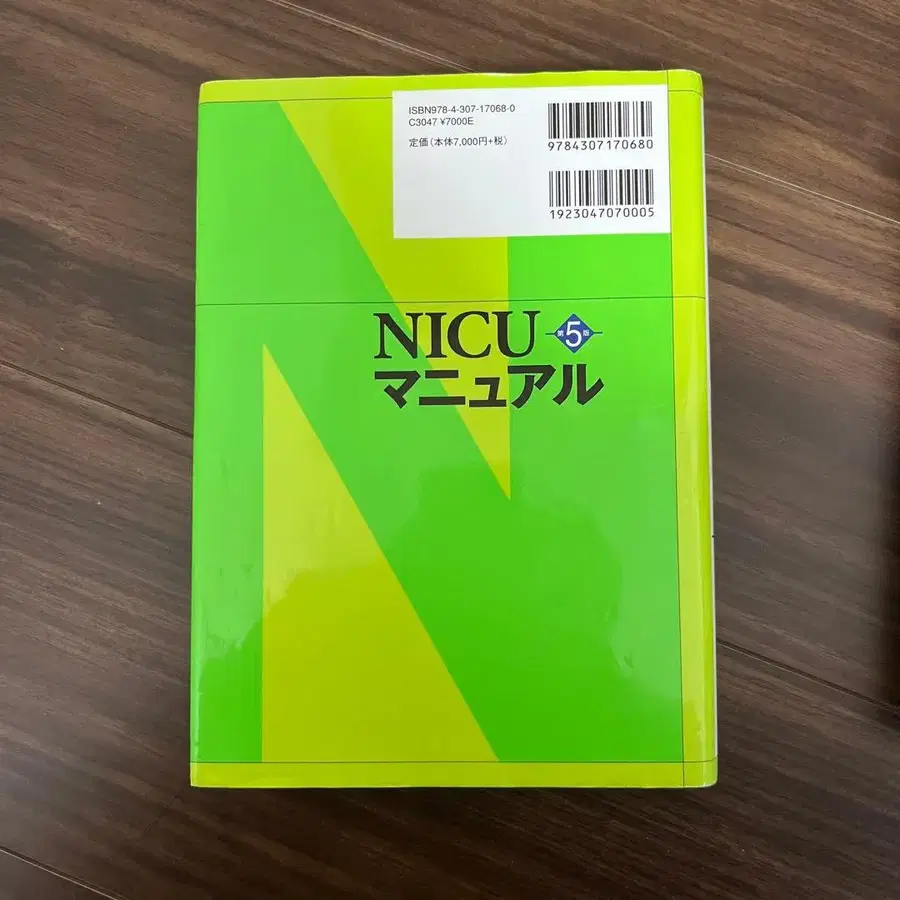 ISBN978-4-307-17068-0
C3047 ¥7000E
定価(本体7,000円+税)
9784307170680
1923047070005
NICU 第5版
マニュアル